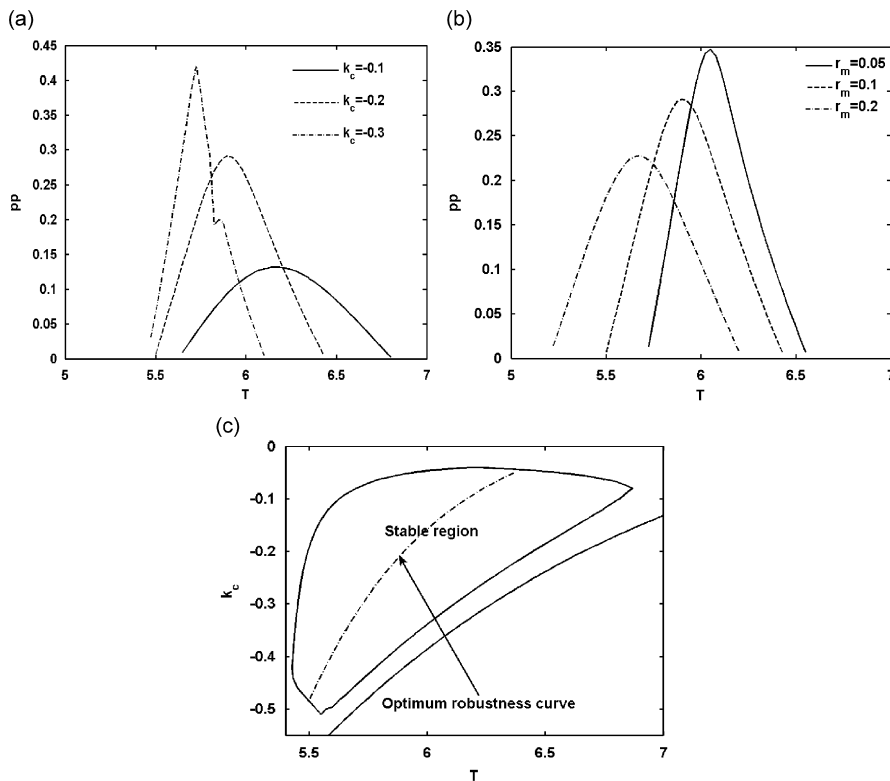 (a)
0.45
0.4
0.35
0.3
0.25
0.2
0.15
0.1
0.05
0
pp
k_c=-0.1
k_c=-0.2
k_c=-0.3
5
5.5
6
6.5
7
T
(b)
0.35
0.3
0.25
0.2
0.15
0.1
0.05
0
pp
r_m=0.05
r_m=0.1
r_m=0.2
5
5.5
6
6.5
7
T
(c)
0
-0.1
-0.2
-0.3
-0.4
-0.5
k_c
Stable region
Optimum robustness curve
5.5
6
6.5
7
T